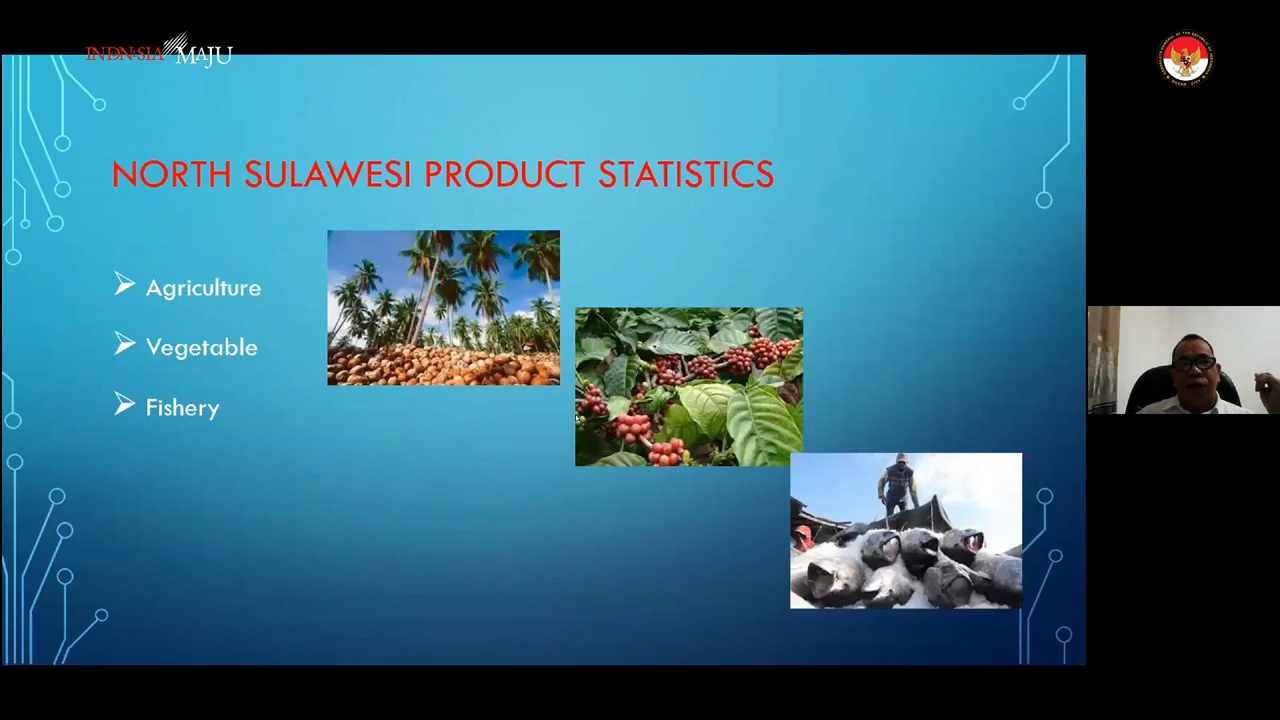 INDONESIA MAJU
NORTH SULAWESI PRODUCT STATISTICS
Agriculture
Vegetable
Fishery